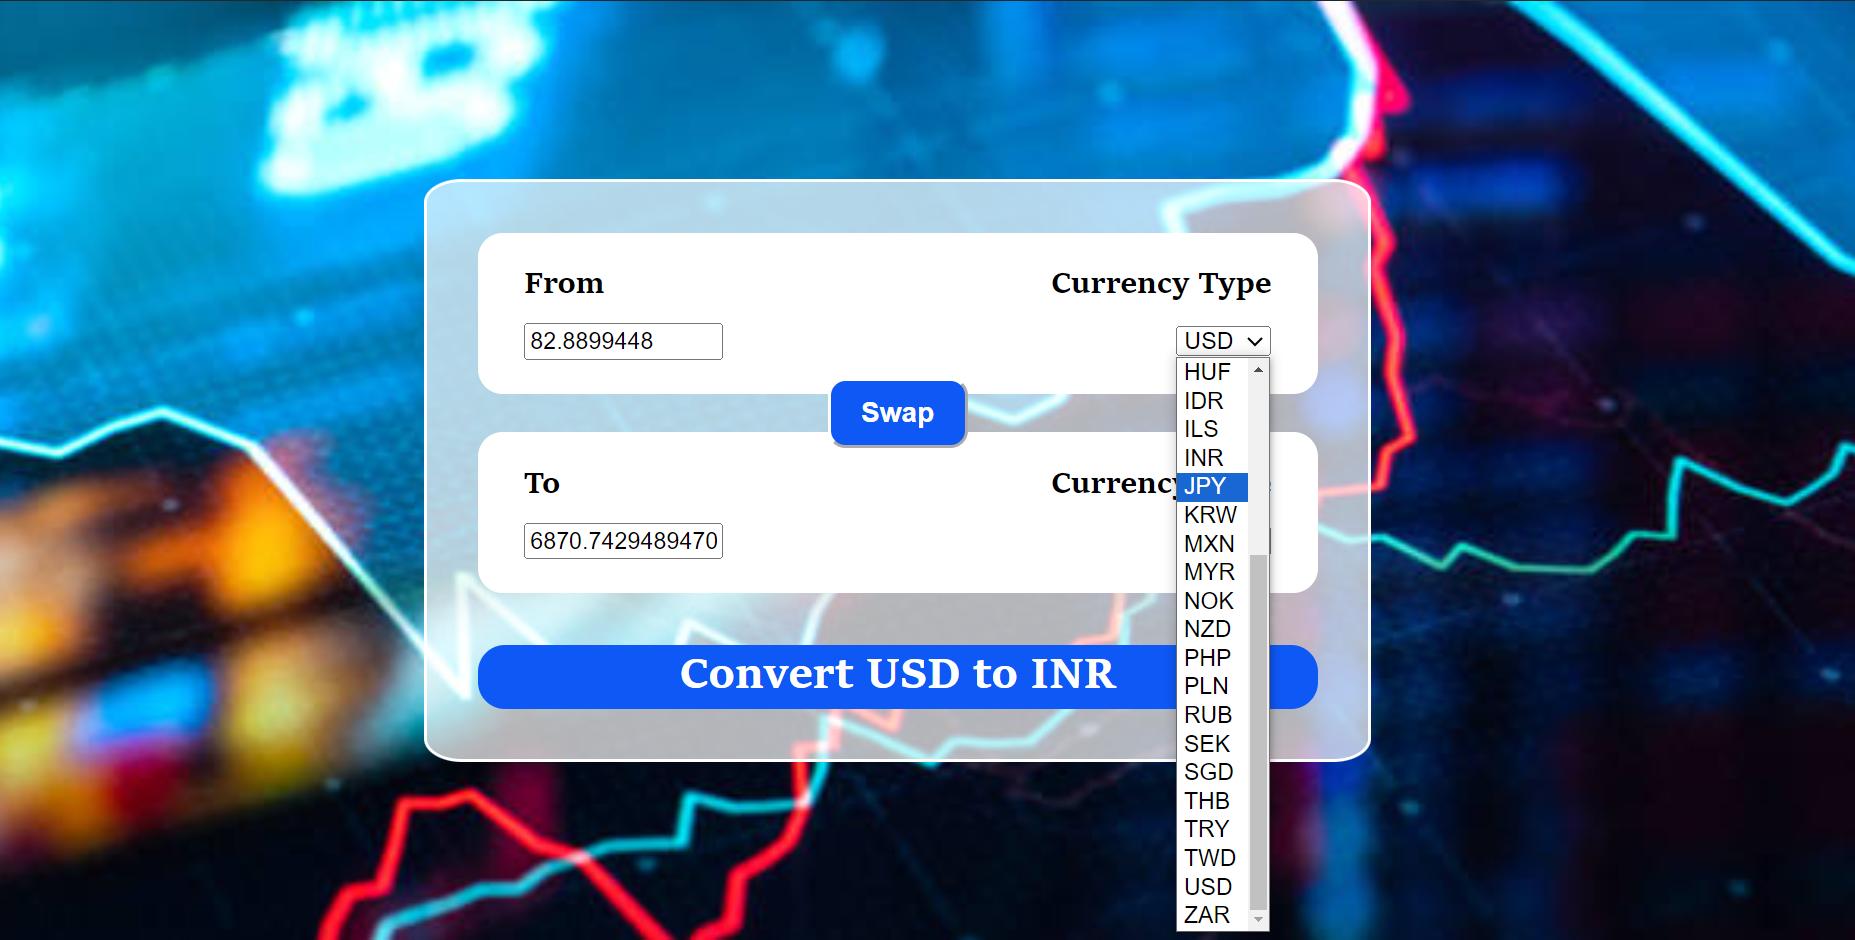 From
Currency Type
82.8899448
USD
HUF
IDR
ILS
INR
JPY
KRW
MXN
MYR
NOK
NZD
PHP
PLN
RUB
SEK
SGD
THB
TRY
TWD
USD
ZAR
Swap
To
Currency
6870.7429489470
Convert USD to INR